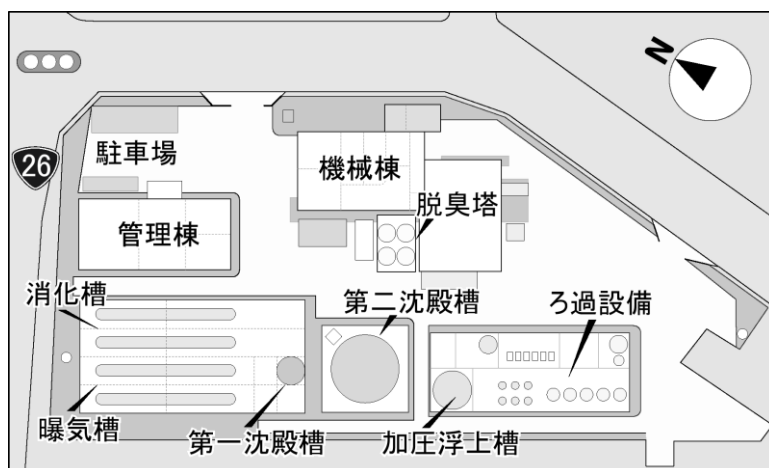 N
26
駐車場
機械棟
脱臭塔
管理棟
消化槽
第二沈殿槽
ろ過設備
曝気槽
第一沈殿槽
加圧浮上槽